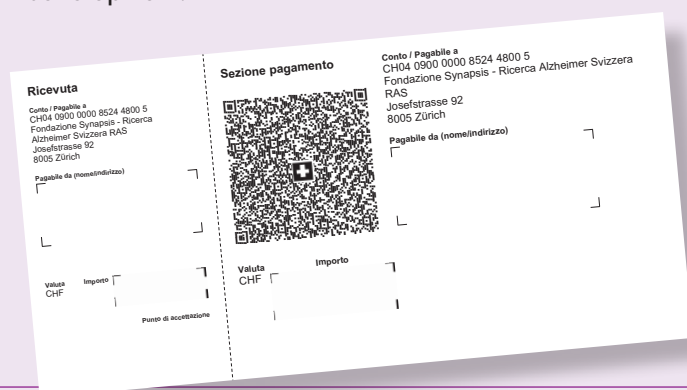 Ricevuta
Conto / Pagabile a
CH04 0900 0000 8524 4800 5
Fondazione Synapsis - Ricerca
Alzheimer Svizzera RAS
Josefstrasse 92
8005 Zürich
Pagabile da (nome/indirizzo)
Valuta Importo
CHF
Punto di accettazione
Sezione pagamento
Valuta Importo
CHF
Conto / Pagabile a
CH04 0900 0000 8524 4800 5
Fondazione Synapsis - Ricerca Alzheimer Svizzera
RAS
Josefstrasse 92
8005 Zürich
Pagabile da (nome/indirizzo)